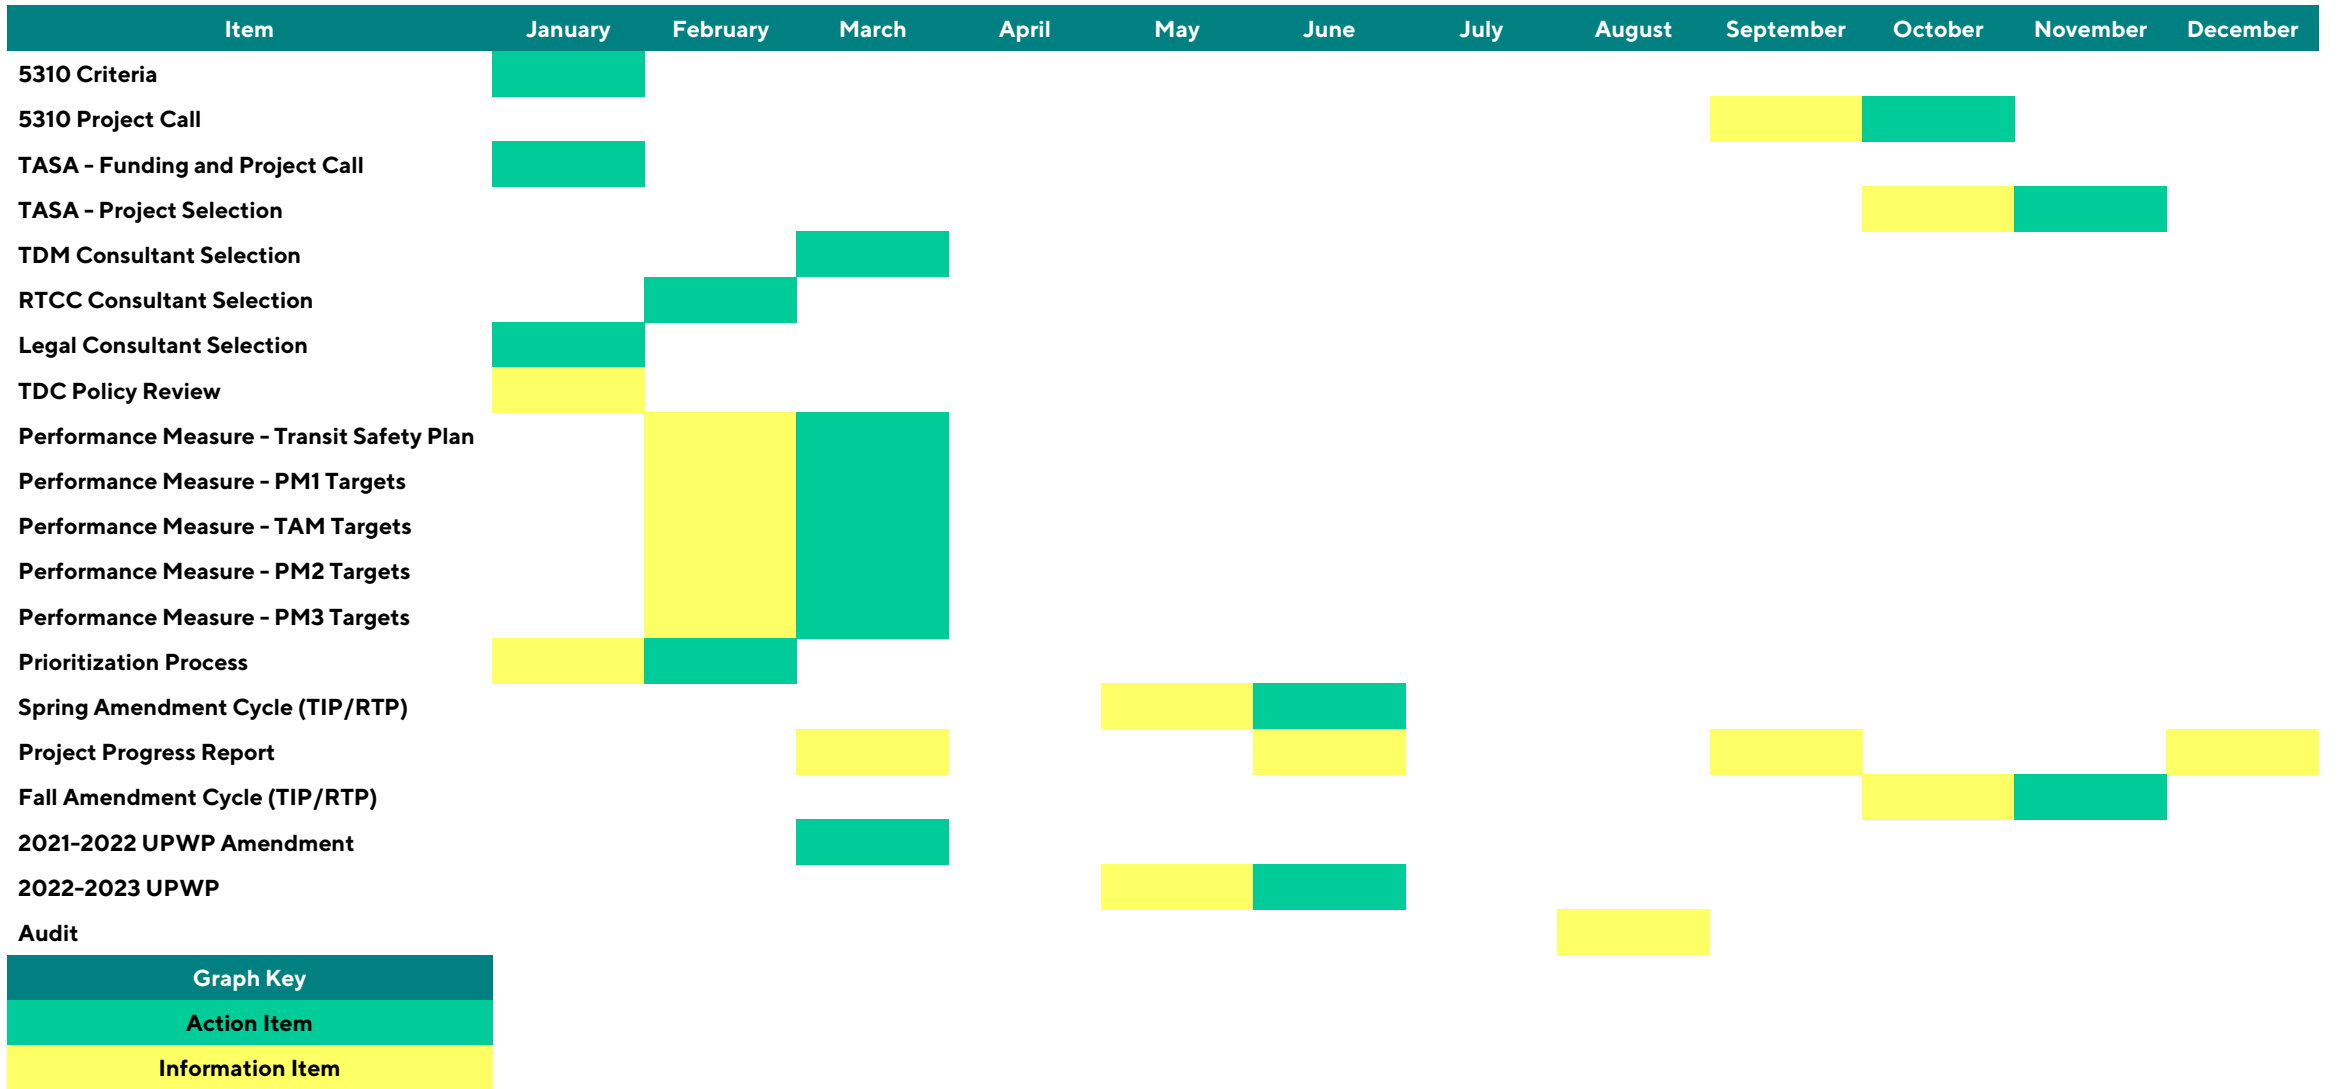 Item January February March April May June July August September October November December
5310 Criteria
5310 Project Call
TASA - Funding and Project Call
TASA - Project Selection
TDM Consultant Selection
RTCC Consultant Selection
Legal Consultant Selection
TDC Policy Review
Performance Measure - Transit Safety Plan
Performance Measure - PM1 Targets
Performance Measure - TAM Targets
Performance Measure - PM2 Targets
Performance Measure - PM3 Targets
Prioritization Process
Spring Amendment Cycle (TIP/RTP)
Project Progress Report
Fall Amendment Cycle (TIP/RTP)
2021-2022 UPWP Amendment
2022-2023 UPWP
Audit
Graph Key
Action Item
Information Item